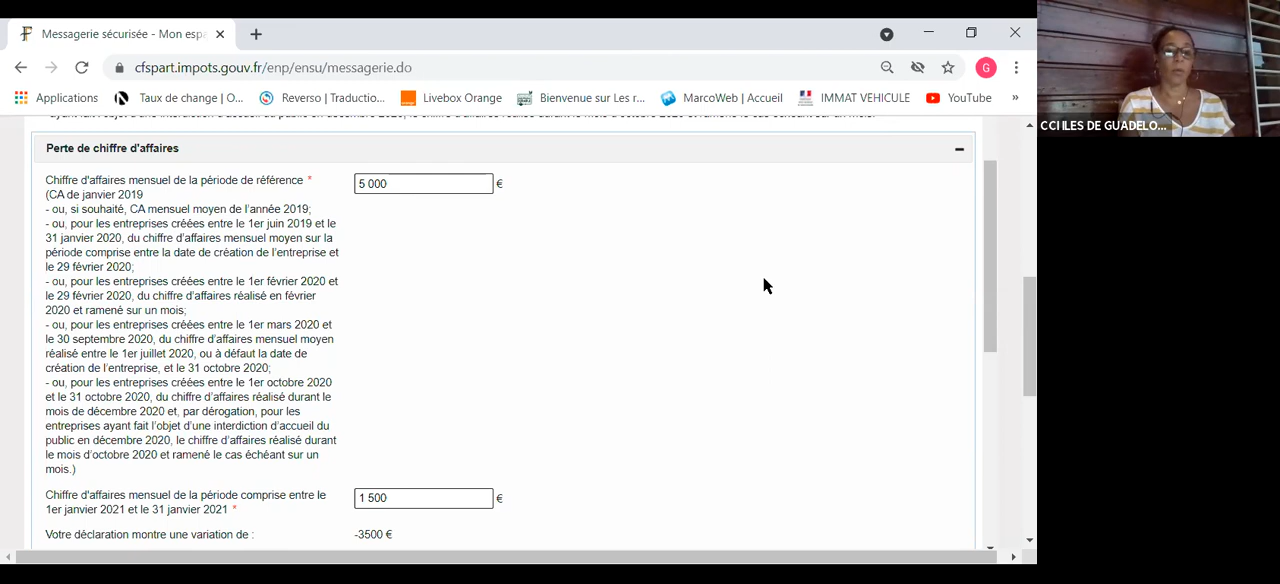 Messagerie sécurisée - Mon esp
cfspart.impots.gouv.fr/enp/ensu/messagerie.do
G
Applications Taux de change | O... Reverso | Traductio... Livebox Orange Bienvenue sur Les r... MarcoWeb | Accueil IMMAT VEHICULE YouTube »
CCI ILES DE GUADELO...
Perte de chiffre d'affaires
Chiffre d'affaires mensuel de la période de référence * 5 000 €
(CA de janvier 2019
- ou, si souhaité, CA mensuel moyen de l'année 2019;
- ou, pour les entreprises créées entre le 1er juin 2019 et le
31 janvier 2020, du chiffre d'affaires mensuel moyen sur la
période comprise entre la date de création de l'entreprise et
le 29 février 2020;
- ou, pour les entreprises créées entre le 1er février 2020 et
le 29 février 2020, du chiffre d'affaires réalisé en février
2020 et ramené sur un mois;
- ou, pour les entreprises créées entre le 1er mars 2020 et
le 30 septembre 2020, du chiffre d'affaires mensuel moyen
réalisé entre le 1er juillet 2020, ou à défaut la date de
création de l'entreprise, et le 31 octobre 2020;
- ou, pour les entreprises créées entre le 1er octobre 2020
et le 31 octobre 2020, du chiffre d'affaires réalisé durant le
mois de décembre 2020 et, par dérogation, pour les
entreprises ayant fait l'objet d'une interdiction d'accueil du
public en décembre 2020, le chiffre d'affaires réalisé durant
le mois d'octobre 2020 et ramené le cas échéant sur un
mois.)
Chiffre d'affaires mensuel de la période comprise entre le
1er janvier 2021 et le 31 janvier 2021 * 1 500 €
Votre déclaration montre une variation de : -3500 €